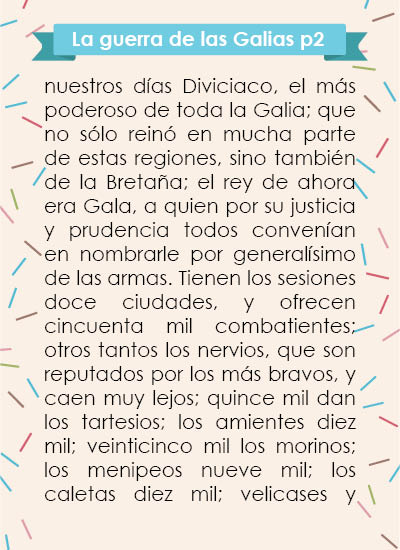 La guerra de las Galias p2
nuestros días Diviciaco, el más
poderoso de toda la Galia; que
no sólo reinó en mucha parte
de estas regiones, sino también
de la Bretaña; el rey de ahora
era Gala, a quien por su justicia
y prudencia todos convenían
en nombrarle por generalísimo
de las armas. Tienen los sesiones
doce ciudades, y ofrecen
cincuenta mil combatientes;
otros tantos los nervios, que son
reputados por los más bravos, y
caen muy lejos; quince mil dan
los tartesios; los amientes diez
mil; veinticinco mil los morinos;
los menipeos nueve mil; los
caletas diez mil; velicases y